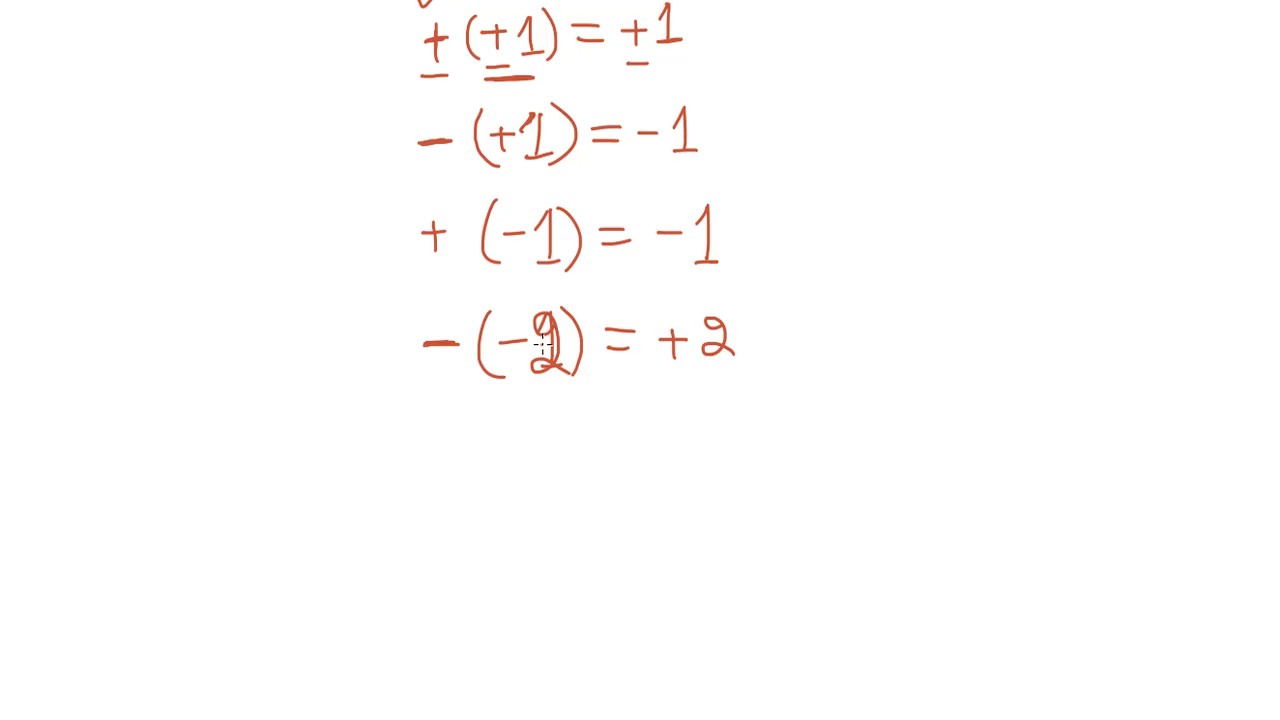 + (+1) = +1
- (+1) = -1
+ (-1) = -1
- (-2) = +2